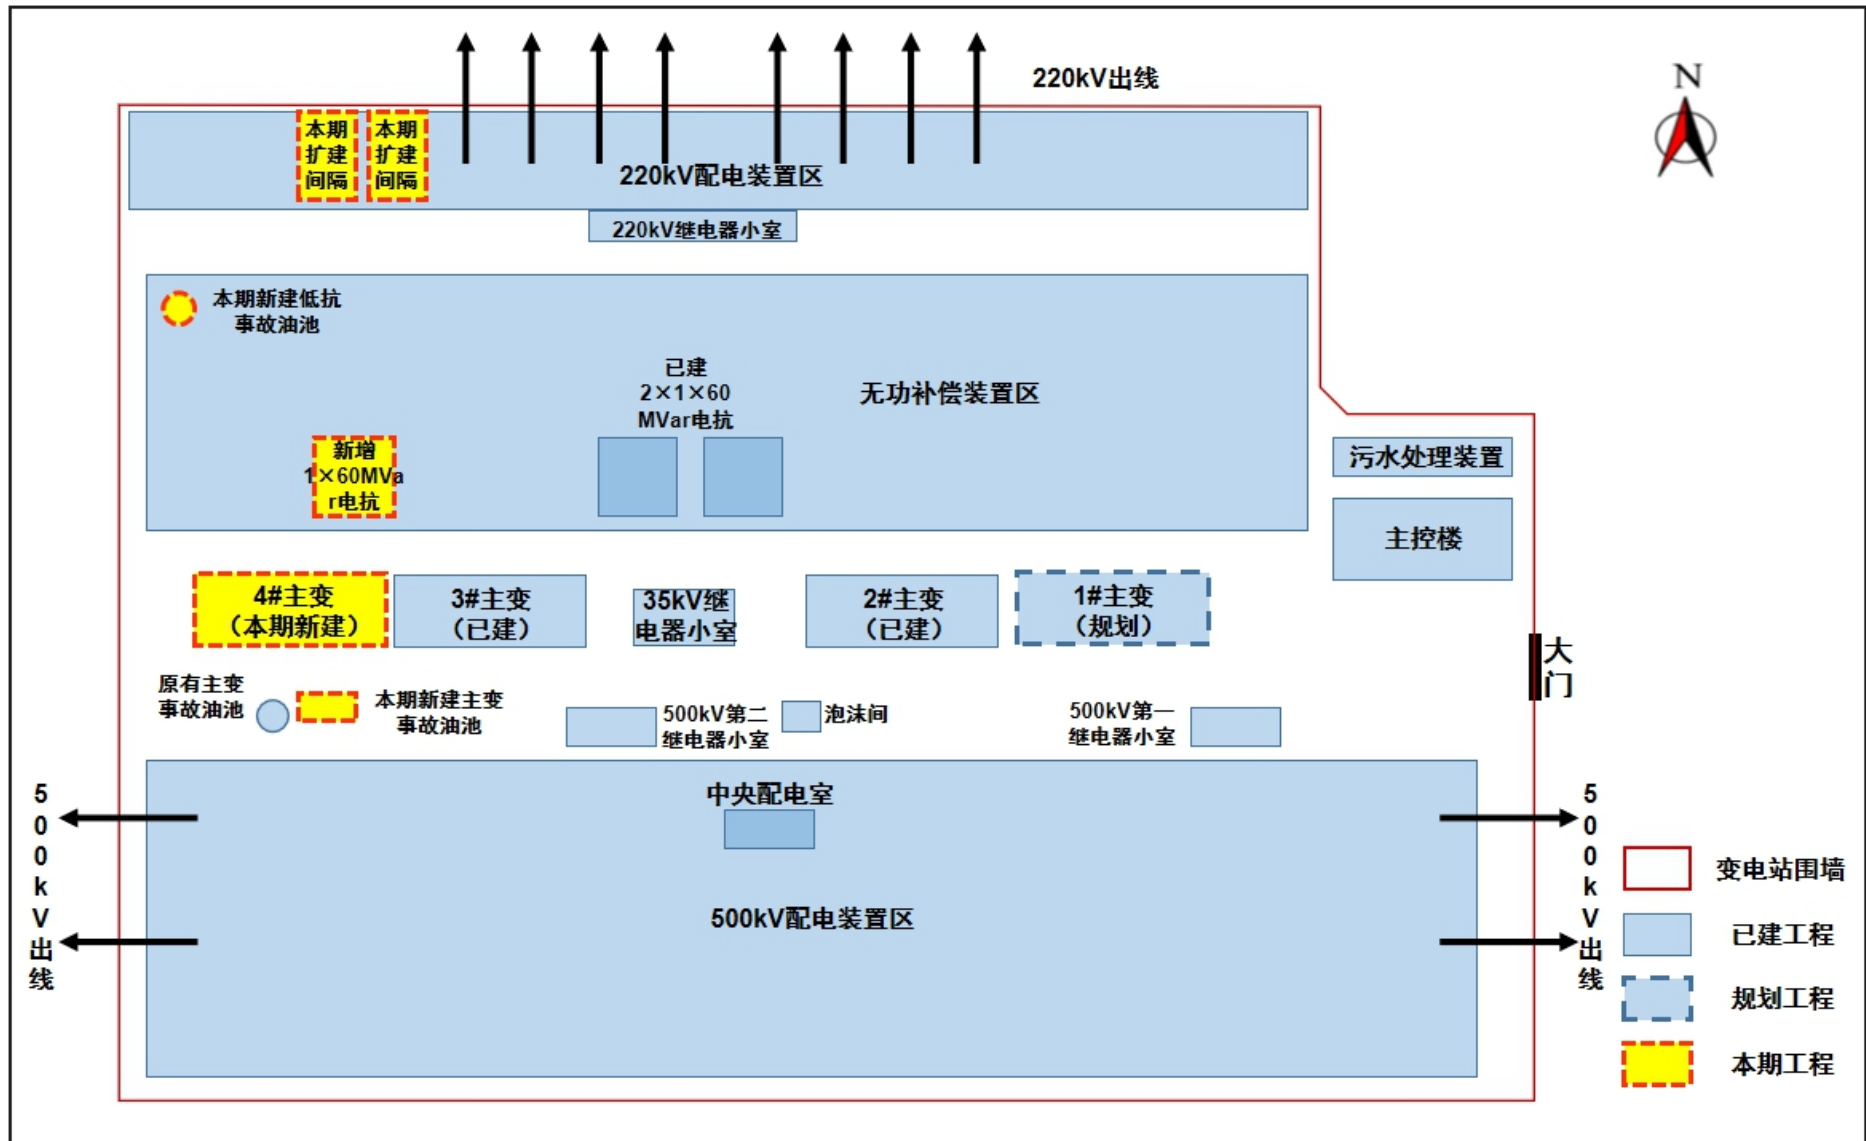 220kV出线
N
本期
扩建
间隔
本期
扩建
间隔
220kV配电装置区
220kV继电器小室
本期新建低抗
事故油池
已建
2×1×60
MVar电抗
无功补偿装置区
新增
1×60MVa
r电抗
污水处理装置
主控楼
4#主变
（本期新建）
3#主变
（已建）
35kV继
电器小室
2#主变
（已建）
1#主变
（规划）
大
门
原有主变
事故油池
本期新建主变
事故油池
500kV第二
继电器小室
泡沫间
500kV第一
继电器小室
中央配电室
500kV配电装置区
5
0
0
k
V
出
线
5
0
0
k
V
出
线
变电站围墙
已建工程
规划工程
本期工程